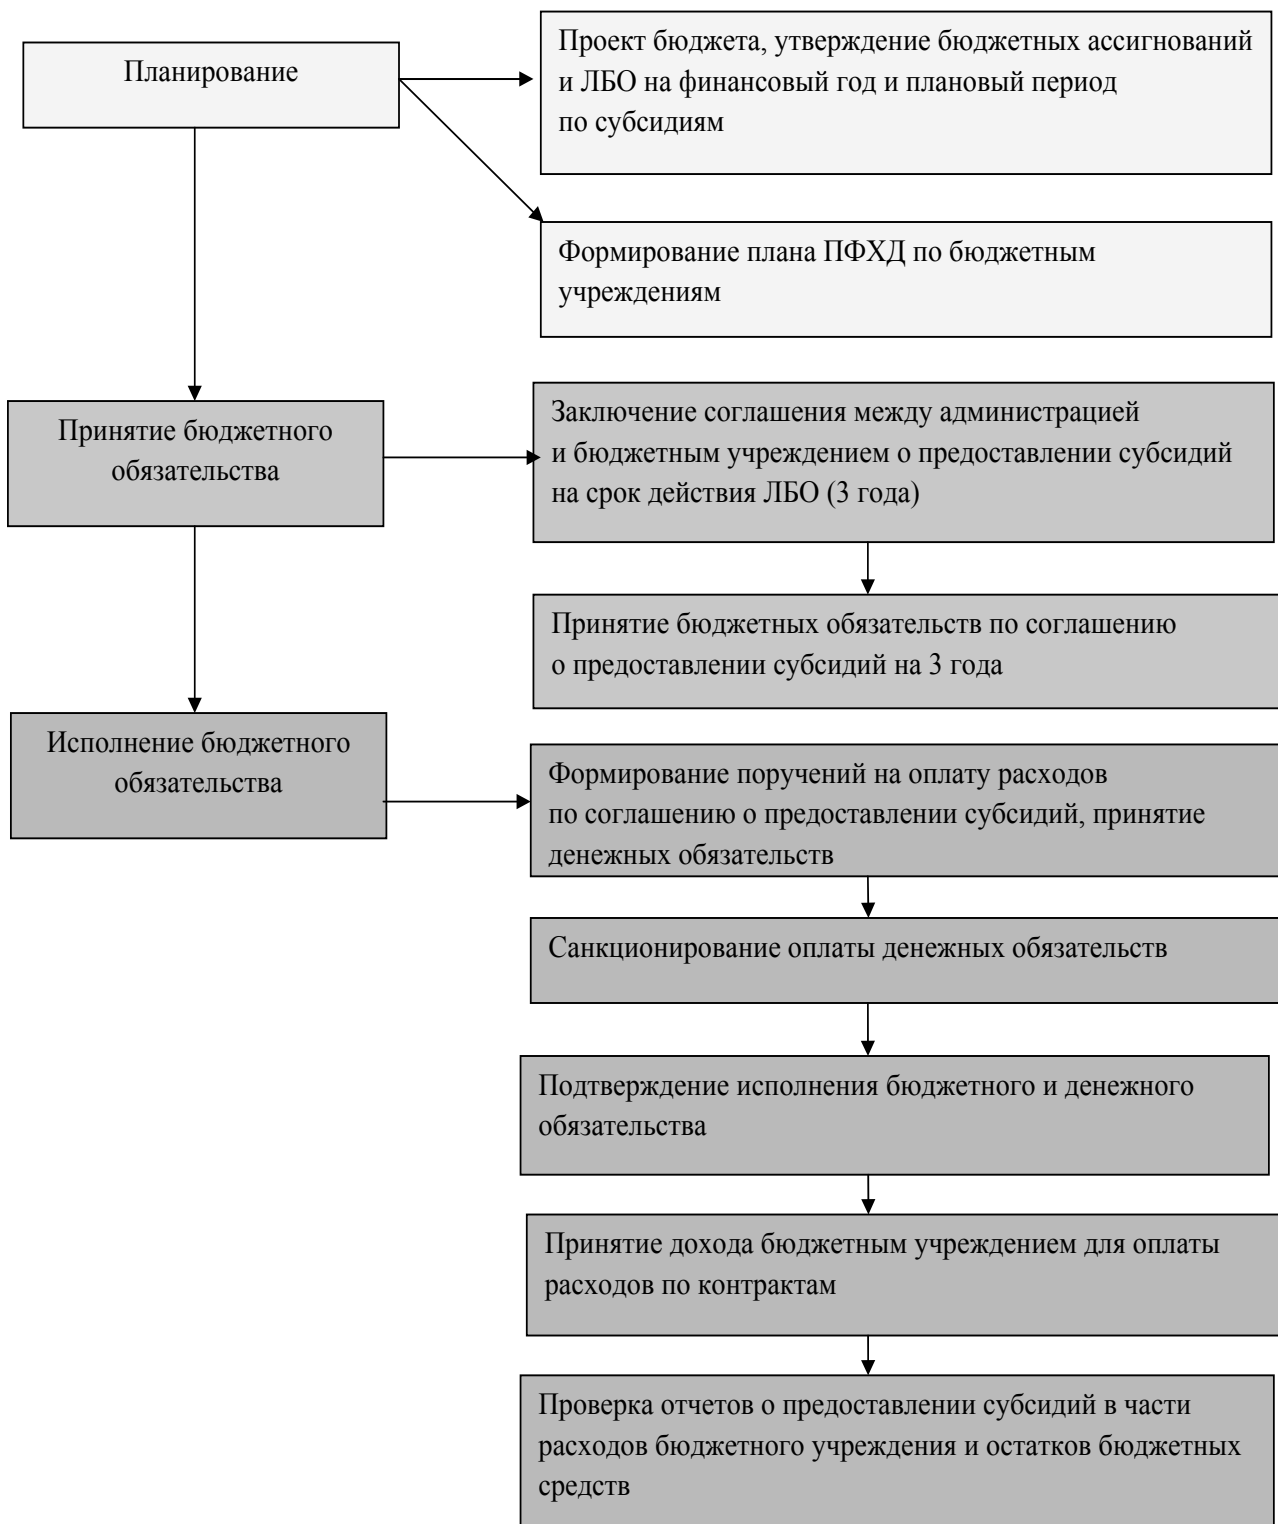 Планирование
Проект бюджета, утверждение бюджетных ассигнований
и ЛБО на финансовый год и плановый период
по субсидиям
Формирование плана ПФХД по бюджетным
учреждениям
Принятие бюджетного
обязательства
Заключение соглашения между администрацией
и бюджетным учреждением о предоставлении субсидий
на срок действия ЛБО (3 года)
Принятие бюджетных обязательств по соглашению
о предоставлении субсидий на 3 года
Исполнение бюджетного
обязательства
Формирование поручений на оплату расходов
по соглашению о предоставлении субсидий, принятие
денежных обязательств
Санкционирование оплаты денежных обязательств
Подтверждение исполнения бюджетного и денежного
обязательства
Принятие дохода бюджетным учреждением для оплаты
расходов по контрактам
Проверка отчетов о предоставлении субсидий в части
расходов бюджетного учреждения и остатков бюджетных
средств